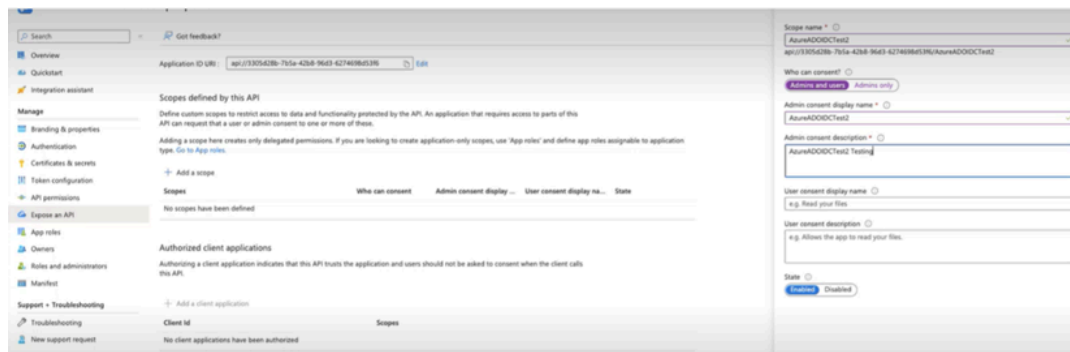 Search
Overview
Quickstart
Integration assistant
Manage
Branding & properties
Authentication
Certificates & secrets
Token configuration
API permissions
Expose an API
App roles
Owners
Roles and administrators
Manifest
Support + Troubleshooting
Troubleshooting
New support request
Got feedback?
Application ID URI : api://3305d28b-7b5a-42b8-96d3-6274698d53f6 Edit
Scopes defined by this API
Define custom scopes to restrict access to data and functionality protected by the API. An application that requires access to parts of this
API can request that a user or admin consent to one or more of these.
Adding a scope here creates only delegated permissions. If you are looking to create application-only scopes, use 'App roles' and define app roles assignable to application
type. Go to App roles.
+ Add a scope
Scopes Who can consent Admin consent display ... User consent display na... State
No scopes have been defined
Authorized client applications
Authorizing a client application indicates that this API trusts the application and users should not be asked to consent when the client calls
this API.
+ Add a client application
Client Id Scopes
No client applications have been authorized
Scope name *
AzureADOIDCTest2
api://3305d28b-7b5a-42b8-96d3-6274698d53f6/AzureADOIDCTest2
Who can consent?
Admins and users Admins only
Admin consent display name *
AzureADOIDCTest2
Admin consent description *
AzureADOIDCTest2 Testing
User consent display name
e.g. Read your files
User consent description
e.g. Allows the app to read your files.
State
Enabled Disabled